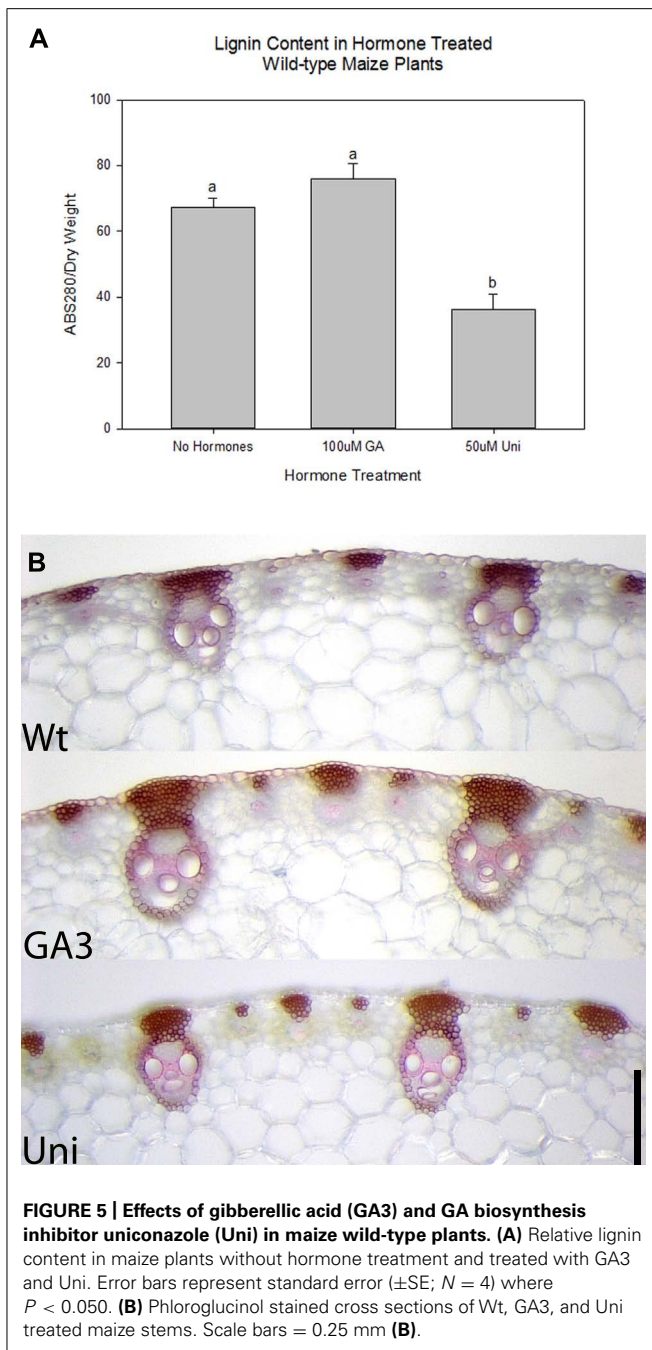 A
Lignin Content in Hormone Treated
Wild-type Maize Plants
100
80
60
40
20
0
ABS280/Dry Weight
a
a
b
No Hormones
100uM GA
50uM Uni
Hormone Treatment
B
Wt
GA3
Uni
FIGURE 5 | Effects of gibberellic acid (GA3) and GA biosynthesis
inhibitor uniconazole (Uni) in maize wild-type plants. (A) Relative lignin
content in maize plants without hormone treatment and treated with GA3
and Uni. Error bars represent standard error (±SE; N = 4) where
P < 0.050. (B) Phloroglucinol stained cross sections of Wt, GA3, and Uni
treated maize stems. Scale bars = 0.25 mm (B).